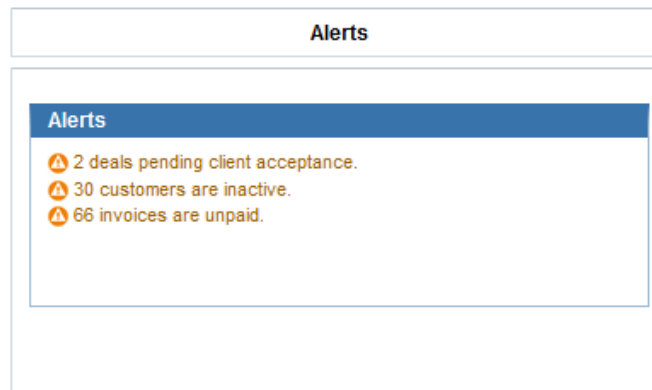 Alerts
Alerts
2 deals pending client acceptance.
30 customers are inactive.
66 invoices are unpaid.